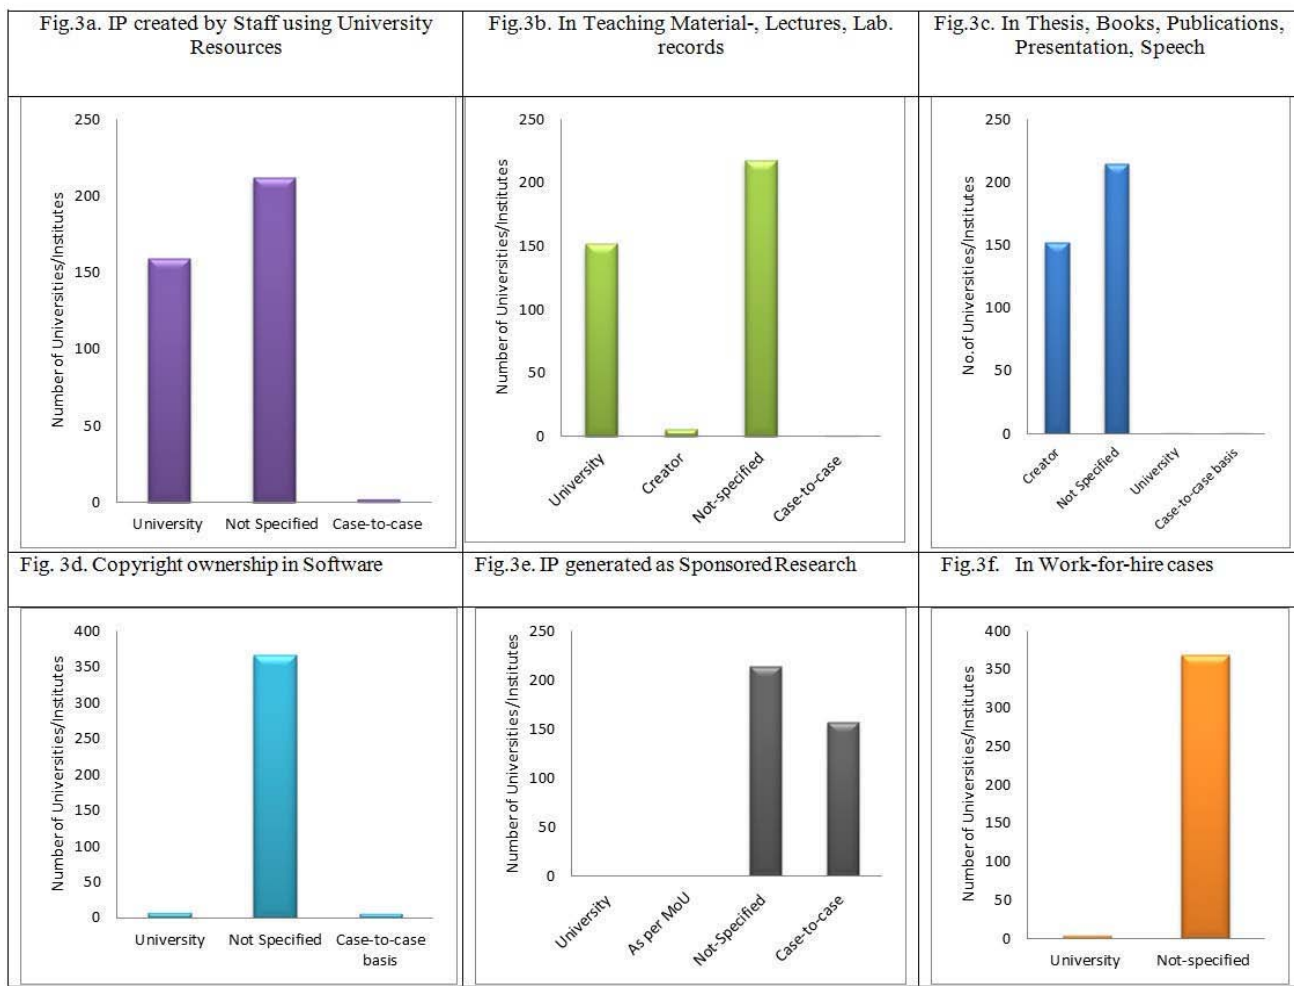 Fig.3a. IP created by Staff using University
Resources
Fig.3b. In Teaching Material-, Lectures, Lab.
records
Fig.3c. In Thesis, Books, Publications,
Presentation, Speech
Number of Universities/Institutes
250
200
150
100
50
0
University Not Specified Case-to-case
Number of Universities/Institutes
250
200
150
100
50
0
University
Creator
Not-specified
Case-to-case
No.of Universities/Institutes
250
200
150
100
50
0
Creator
Not Specified
University
Case-to-case basis
Fig. 3d. Copyright ownership in Software
Fig.3e. IP generated as Sponsored Research
Fig.3f. In Work-for-hire cases
Number of Universities/Institutes
400
350
300
250
200
150
100
50
0
University Not Specified Case-to-case
basis
Number of Universities /Institutes
250
200
150
100
50
0
University
As per MoU
Not-Specified
Case-to-case
Number of Universities/Institutes
400
350
300
250
200
150
100
50
0
University Not-specified